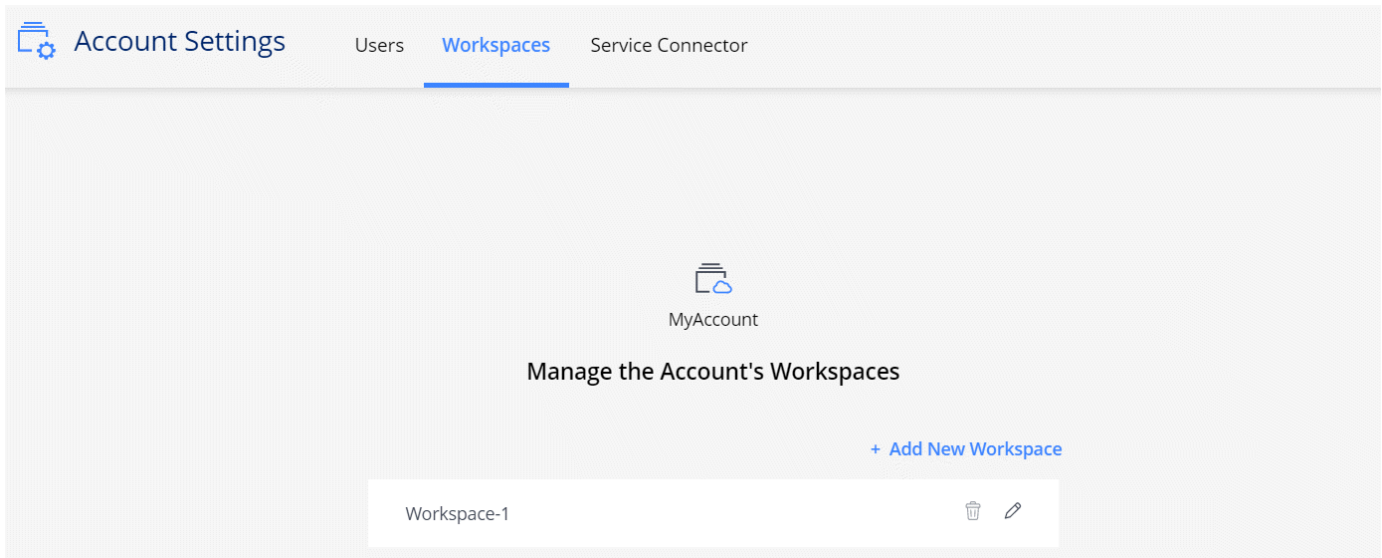 Account Settings
Users
Workspaces
Service Connector
MyAccount
Manage the Account's Workspaces
+ Add New Workspace
Workspace-1